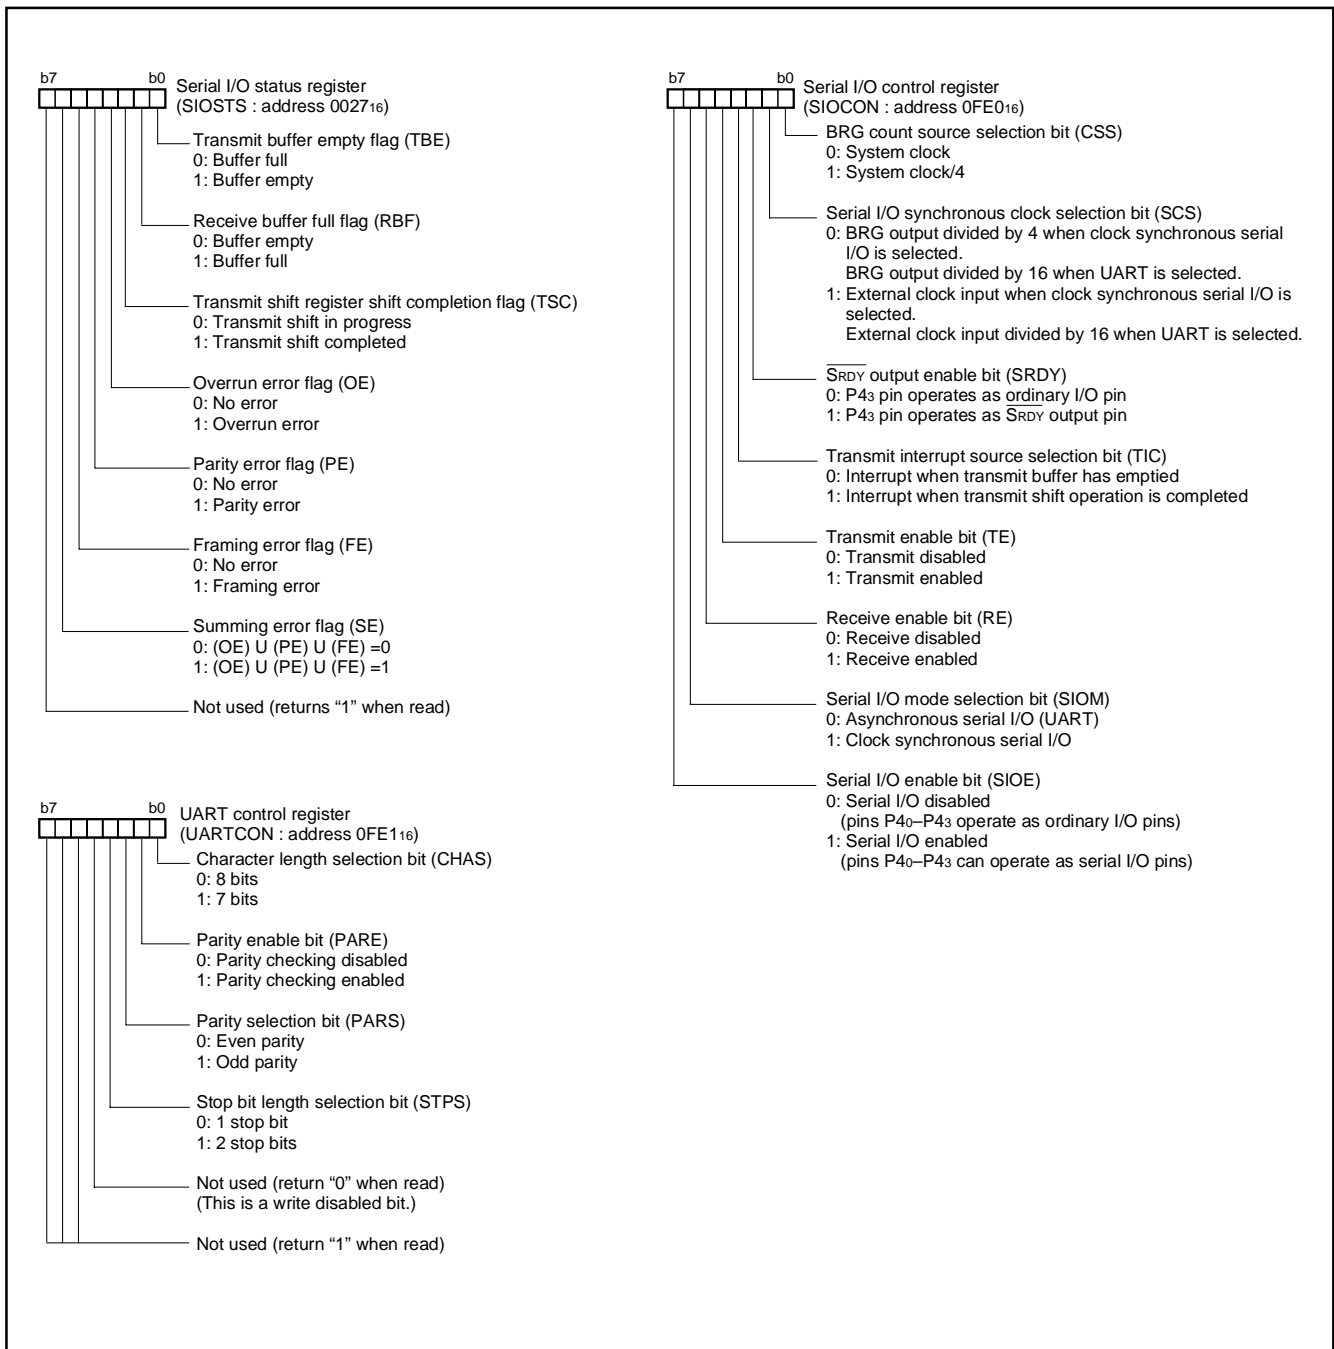 b7 b0
Serial I/O status register
(SIOSTS : address 002716)
Transmit buffer empty flag (TBE)
0: Buffer full
1: Buffer empty
Receive buffer full flag (RBF)
0: Buffer empty
1: Buffer full
Transmit shift register shift completion flag (TSC)
0: Transmit shift in progress
1: Transmit shift completed
Overrun error flag (OE)
0: No error
1: Overrun error
Parity error flag (PE)
0: No error
1: Parity error
Framing error flag (FE)
0: No error
1: Framing error
Summing error flag (SE)
0: (OE) U (PE) U (FE) =0
1: (OE) U (PE) U (FE) =1
Not used (returns “1” when read)
b7 b0
UART control register
(UARTCON : address 0FE116)
Character length selection bit (CHAS)
0: 8 bits
1: 7 bits
Parity enable bit (PARE)
0: Parity checking disabled
1: Parity checking enabled
Parity selection bit (PARS)
0: Even parity
1: Odd parity
Stop bit length selection bit (STPS)
0: 1 stop bit
1: 2 stop bits
Not used (return “0” when read)
(This is a write disabled bit.)
Not used (return “1” when read)
b7 b0
Serial I/O control register
(SIOCON : address 0FE016)
BRG count source selection bit (CSS)
0: System clock
1: System clock/4
Serial I/O synchronous clock selection bit (SCS)
0: BRG output divided by 4 when clock synchronous serial
I/O is selected.
BRG output divided by 16 when UART is selected.
1: External clock input when clock synchronous serial I/O is
selected.
External clock input divided by 16 when UART is selected.
S̅R̅D̅Y̅ output enable bit (SRDY)
0: P43 pin operates as ordinary I/O pin
1: P43 pin operates as S̅R̅D̅Y̅ output pin
Transmit interrupt source selection bit (TIC)
0: Interrupt when transmit buffer has emptied
1: Interrupt when transmit shift operation is completed
Transmit enable bit (TE)
0: Transmit disabled
1: Transmit enabled
Receive enable bit (RE)
0: Receive disabled
1: Receive enabled
Serial I/O mode selection bit (SIOM)
0: Asynchronous serial I/O (UART)
1: Clock synchronous serial I/O
Serial I/O enable bit (SIOE)
0: Serial I/O disabled
(pins P40–P43 operate as ordinary I/O pins)
1: Serial I/O enabled
(pins P40–P43 can operate as serial I/O pins)